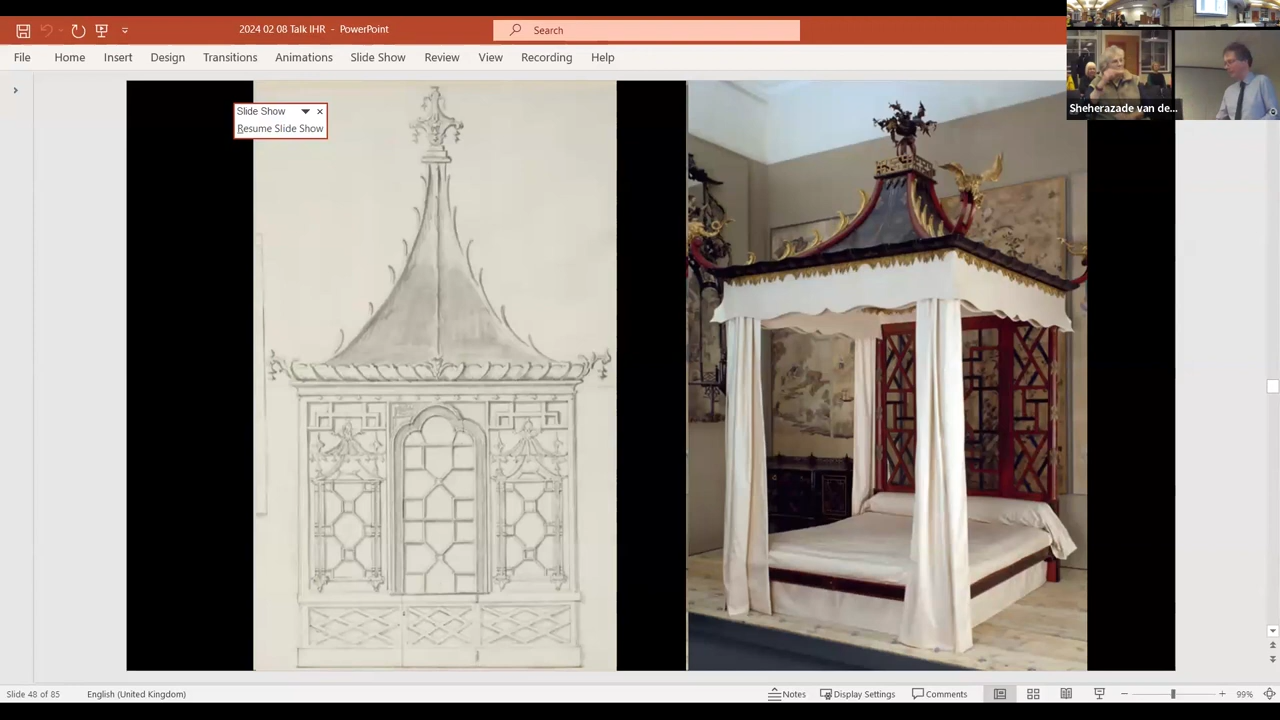 2024 02 08 Talk IHR - PowerPoint
Search
File Home Insert Design Transitions Animations Slide Show Review View Recording Help
Slide Show
Resume Slide Show
Sheherazade van de...
Slide 48 of 85 English (United Kingdom) Notes Display Settings Comments 99%